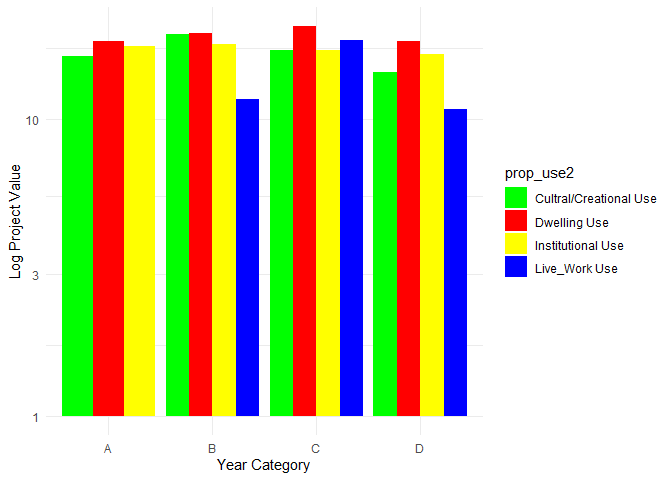 10
3
1
Log Project Value
A B C D
Year Category
prop_use2
Cultral/Creational Use
Dwelling Use
Institutional Use
Live_Work Use